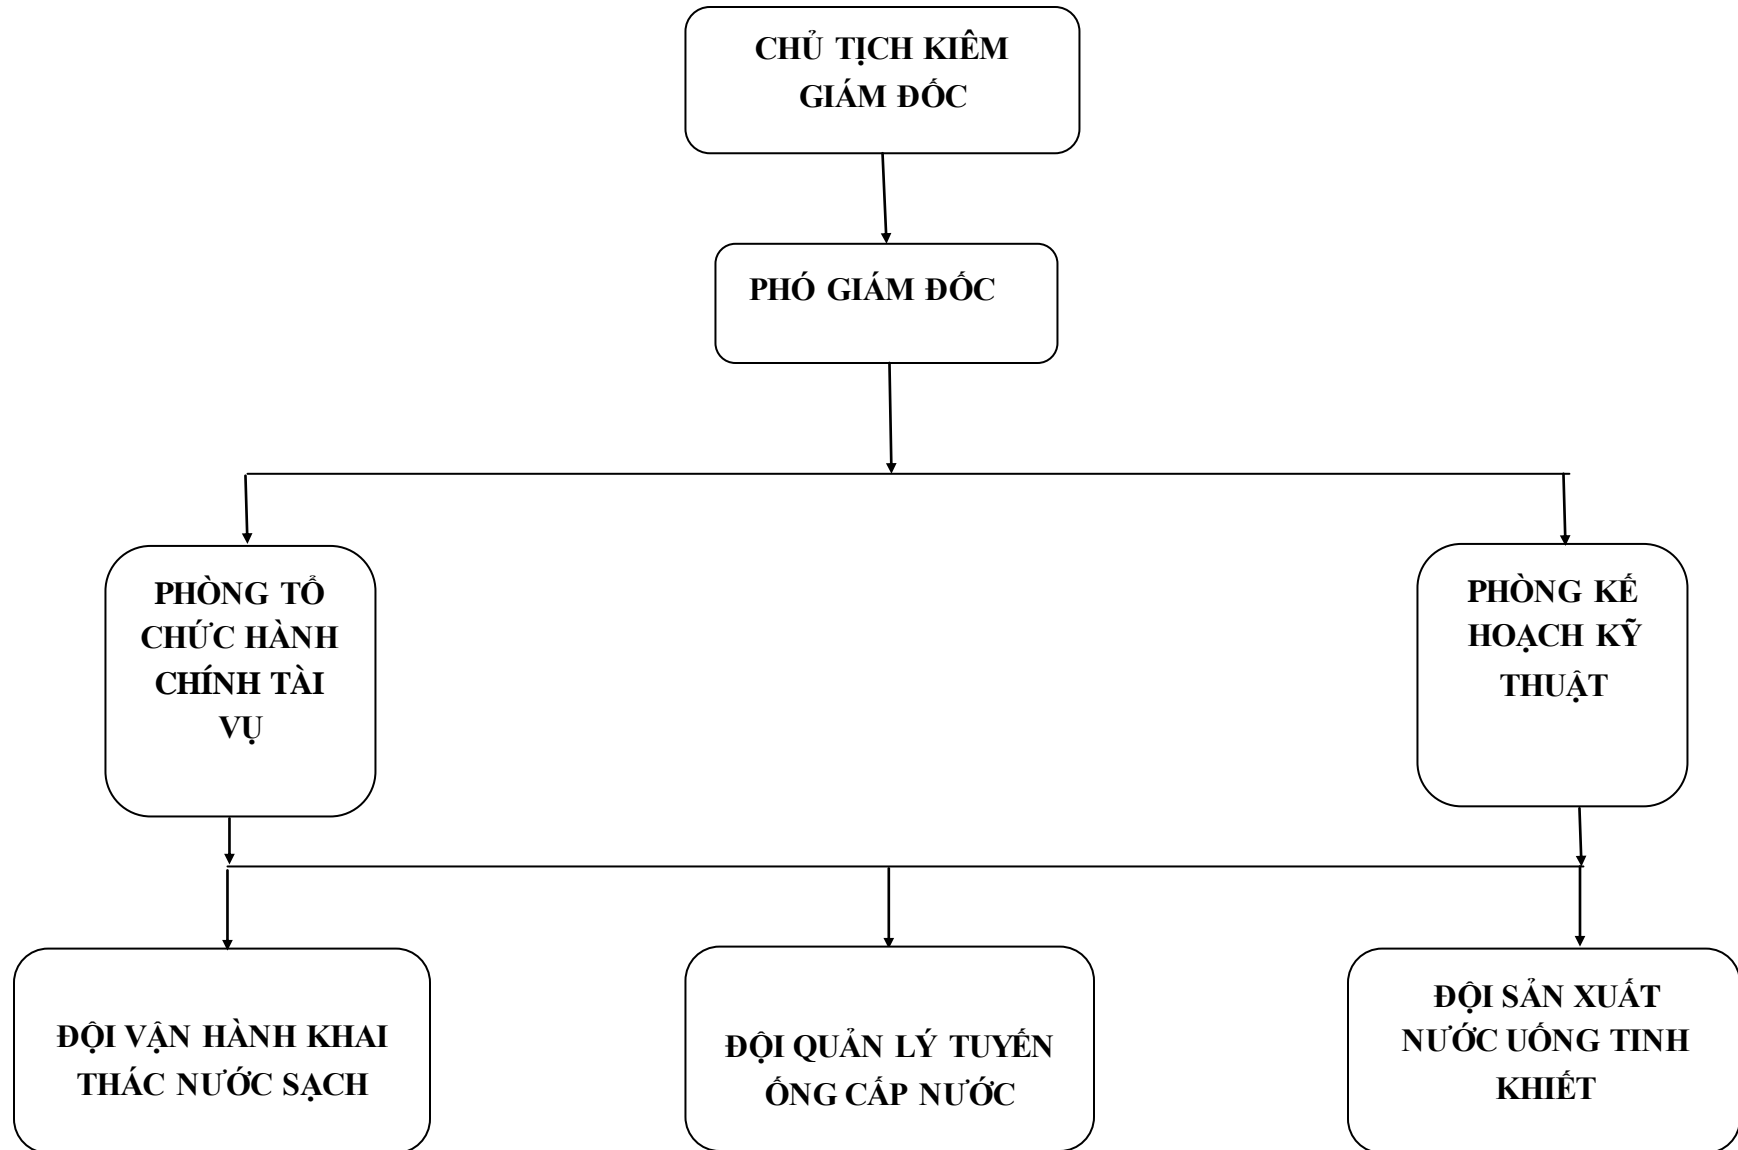 CHỦ TỊCH KIÊM
GIÁM ĐỐC
PHÓ GIÁM ĐỐC
PHÒNG TỔ
CHỨC HÀNH
CHÍNH TÀI
VỤ
PHÒNG KẾ
HOẠCH KỸ
THUẬT
ĐỘI VẬN HÀNH KHAI
THÁC NƯỚC SẠCH
ĐỘI QUẢN LÝ TUYẾN
ỐNG CẤP NƯỚC
ĐỘI SẢN XUẤT
NƯỚC UỐNG TINH
KHIẾT